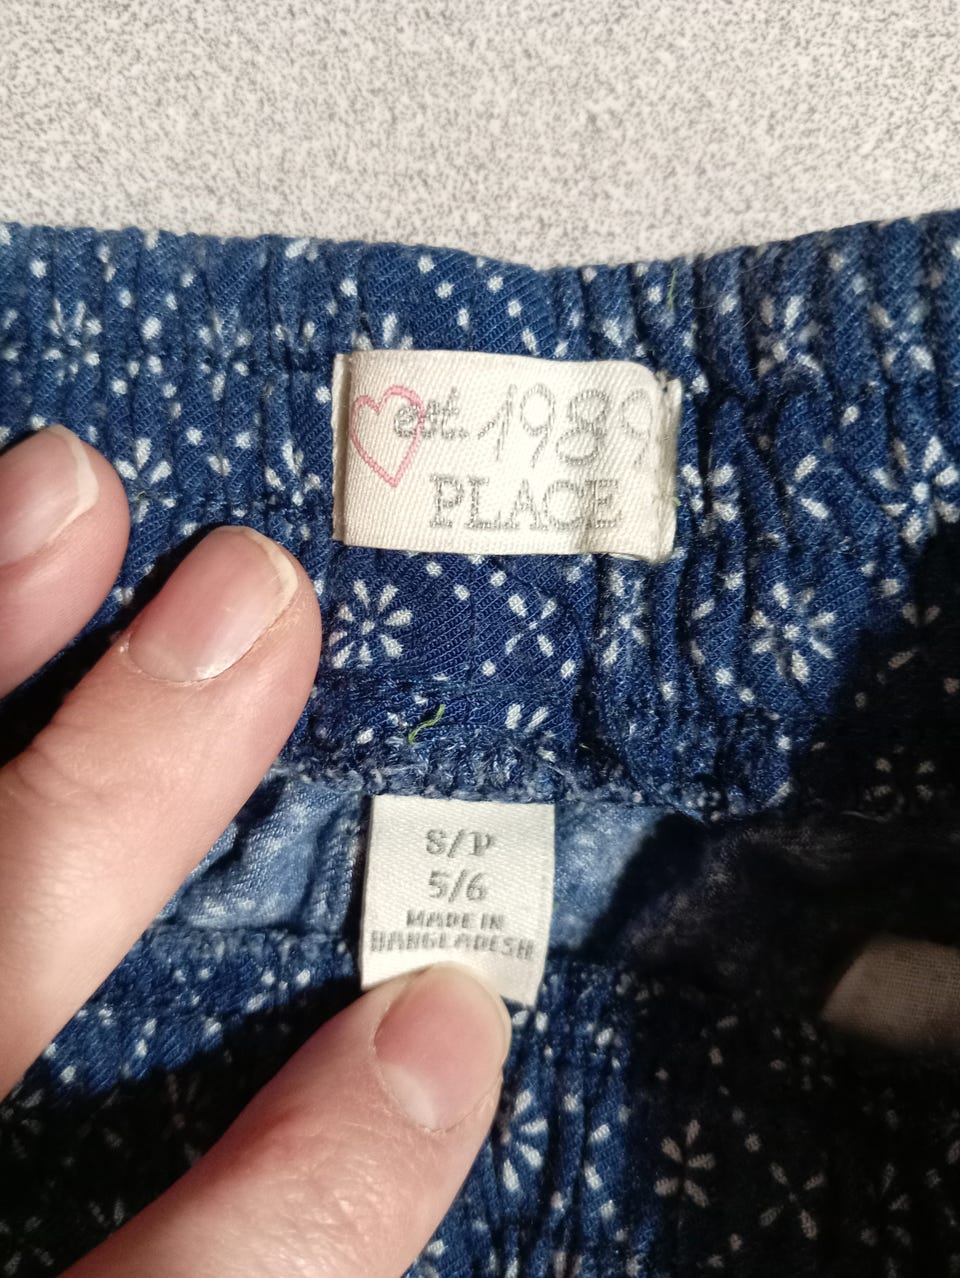 est. 1989
PLACE
S/P
5/6
MADE IN
BANGLADESH